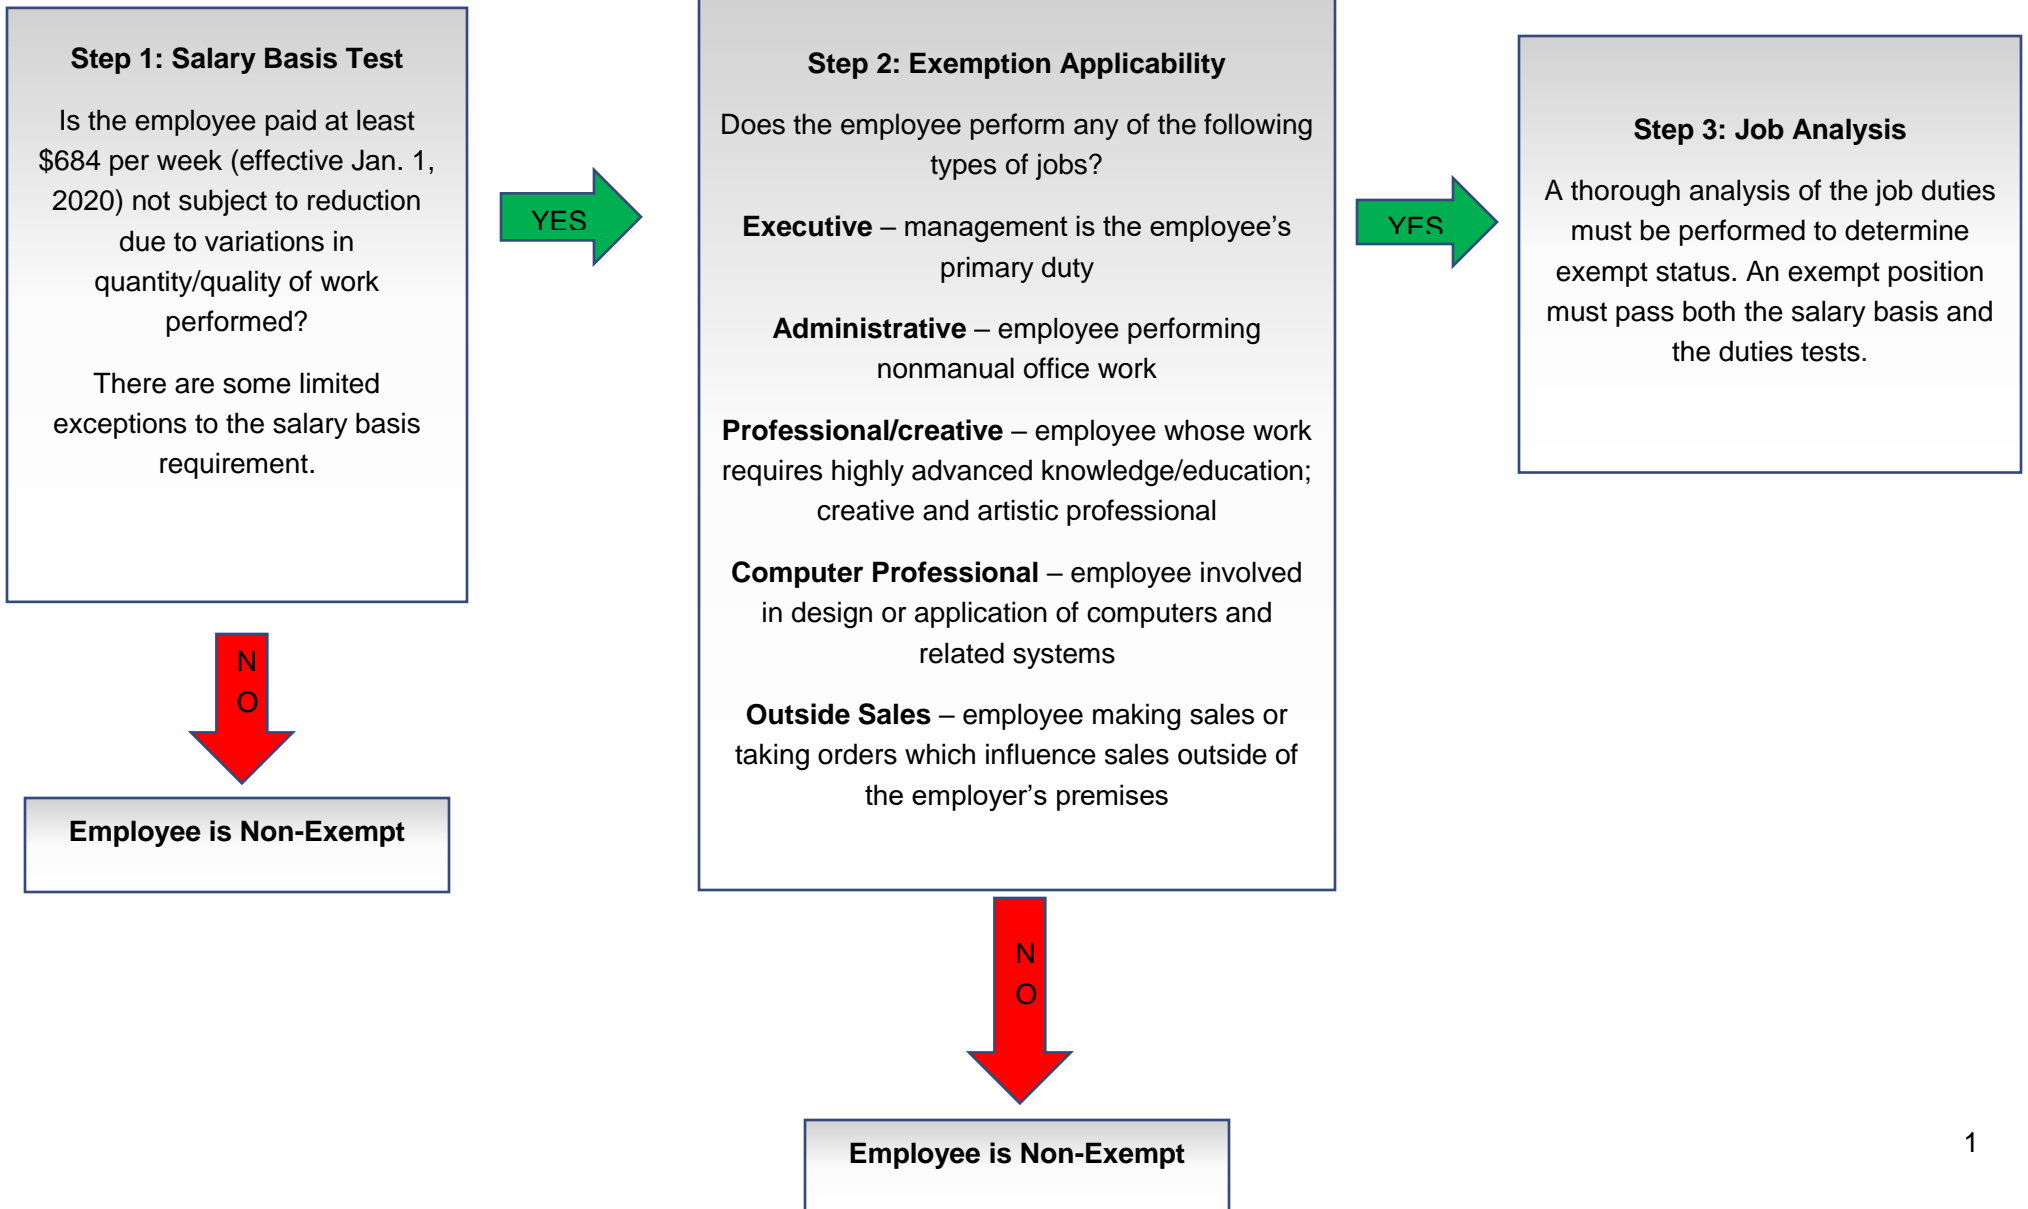 Step 1: Salary Basis Test
Is the employee paid at least
$684 per week (effective Jan. 1,
2020) not subject to reduction
due to variations in
quantity/quality of work
performed?
There are some limited
exceptions to the salary basis
requirement.
NO
Employee is Non-Exempt
YES
Step 2: Exemption Applicability
Does the employee perform any of the following
types of jobs?
Executive – management is the employee’s
primary duty
Administrative – employee performing
nonmanual office work
Professional/creative – employee whose work
requires highly advanced knowledge/education;
creative and artistic professional
Computer Professional – employee involved
in design or application of computers and
related systems
Outside Sales – employee making sales or
taking orders which influence sales outside of
the employer’s premises
NO
Employee is Non-Exempt
YES
Step 3: Job Analysis
A thorough analysis of the job duties
must be performed to determine
exempt status. An exempt position
must pass both the salary basis and
the duties tests.
1